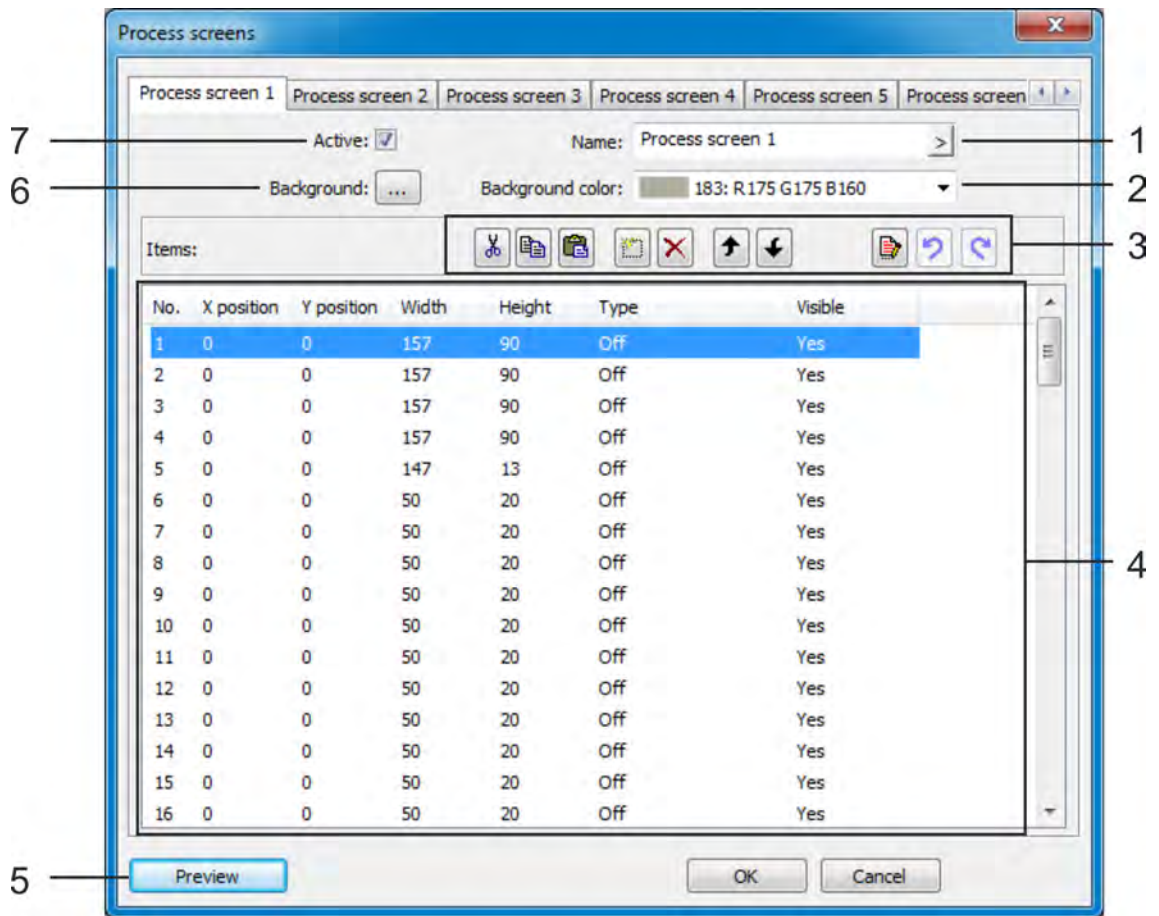 Process screens
Process screen 1 Process screen 2 Process screen 3 Process screen 4 Process screen 5 Process screen
7 Active: Name: Process screen 1 > 1
6 Background: ... Background color: 183: R175 G175 B160 2
Items: 3
No. X position Y position Width Height Type Visible
1 0 0 157 90 Off Yes
2 0 0 157 90 Off Yes
3 0 0 157 90 Off Yes
4 0 0 157 90 Off Yes
5 0 0 147 13 Off Yes
6 0 0 50 20 Off Yes
7 0 0 50 20 Off Yes
8 0 0 50 20 Off Yes 4
9 0 0 50 20 Off Yes
10 0 0 50 20 Off Yes
11 0 0 50 20 Off Yes
12 0 0 50 20 Off Yes
13 0 0 50 20 Off Yes
14 0 0 50 20 Off Yes
15 0 0 50 20 Off Yes
16 0 0 50 20 Off Yes
5 Preview OK Cancel